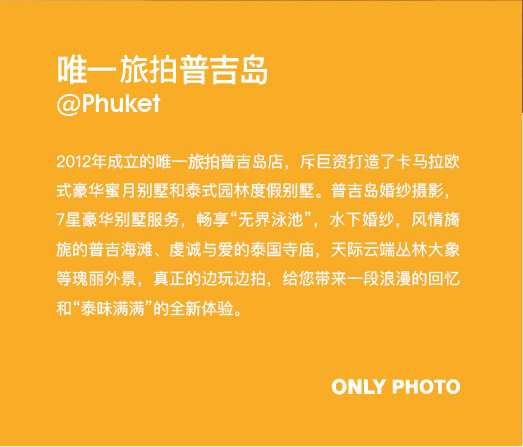 唯一旅拍普吉岛
@Phuket
2012年成立的唯一旅拍普吉岛店，斥巨资打造了卡马拉欧
式豪华蜜月别墅和泰式园林度假别墅。普吉岛婚纱摄影，
7星豪华别墅服务，畅享“无界泳池”，水下婚纱，风情旖
旎的普吉海滩、虔诚与爱的泰国寺庙，天际云端丛林大象
等瑰丽外景，真正的边玩边拍，给您带来一段浪漫的回忆
和“泰味满满”的全新体验。
ONLY PHOTO